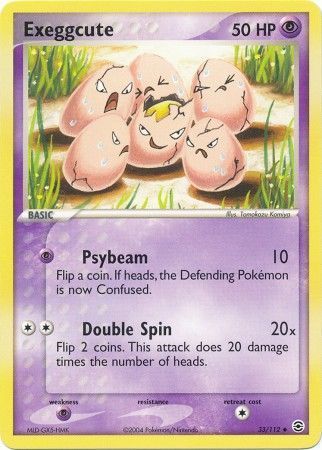 Exeggcute 50 HP
Illus. Tomokazu Komiya
BASIC
Psybeam 10
Flip a coin. If heads, the Defending Pokémon
is now Confused.
Double Spin 20x
Flip 2 coins. This attack does 20 damage
times the number of heads.
weakness resistance retreat cost
©2004 Pokémon/Nintendo 33/112 ◆